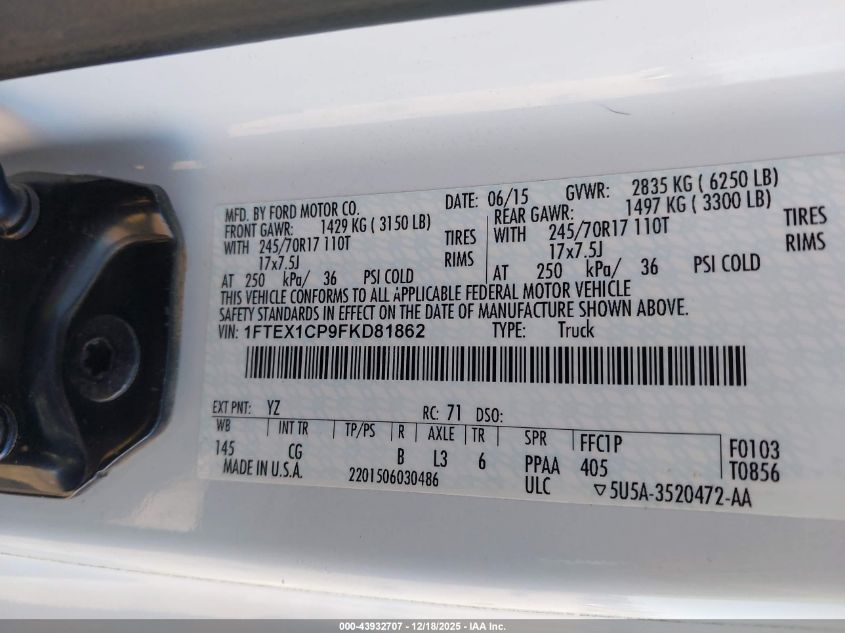 MFD. BY FORD MOTOR CO. DATE: 06/15 GVWR: 2835 KG ( 6250 LB)
FRONT GAWR: 1429 KG ( 3150 LB) REAR GAWR: 1497 KG ( 3300 LB)
WITH 245/70R17 110T TIRES WITH 245/70R17 110T TIRES
17x7.5J RIMS 17x7.5J RIMS
AT 250 kPa/ 36 PSI COLD AT 250 kPa/ 36 PSI COLD
THIS VEHICLE CONFORMS TO ALL APPLICABLE FEDERAL MOTOR VEHICLE
SAFETY STANDARDS IN EFFECT ON THE DATE OF MANUFACTURE SHOWN ABOVE.
VIN: 1FTEX1CP9FKD81862 TYPE: Truck
EXT PNT: YZ RC: 71 DSO:
WB INT TR TP/PS R AXLE TR SPR FFC1P F0103
145 CG B L3 6 PPAA 405 T0856
MADE IN U.S.A. 2201506030486 ULC ▽5U5A-3520472-AA
000-43932707 - 12/18/2025 - IAA Inc.